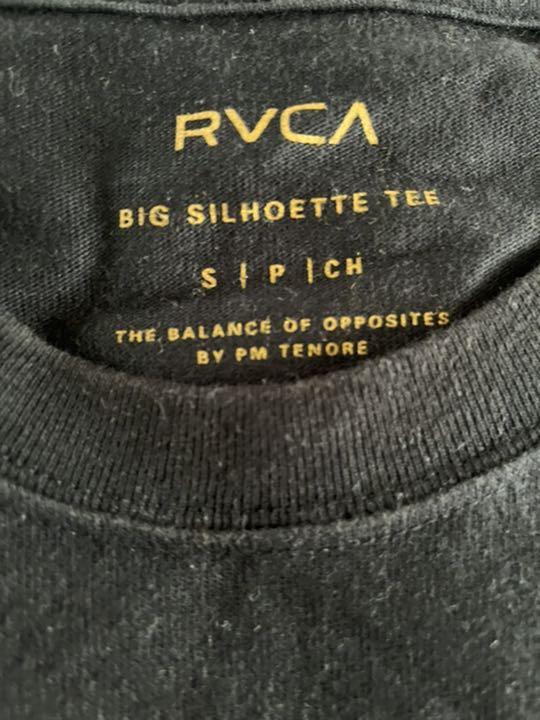 RVCA
BIG SILHOETTE TEE
S | P | CH
THE BALANCE OF OPPOSITES
BY PM TENORE